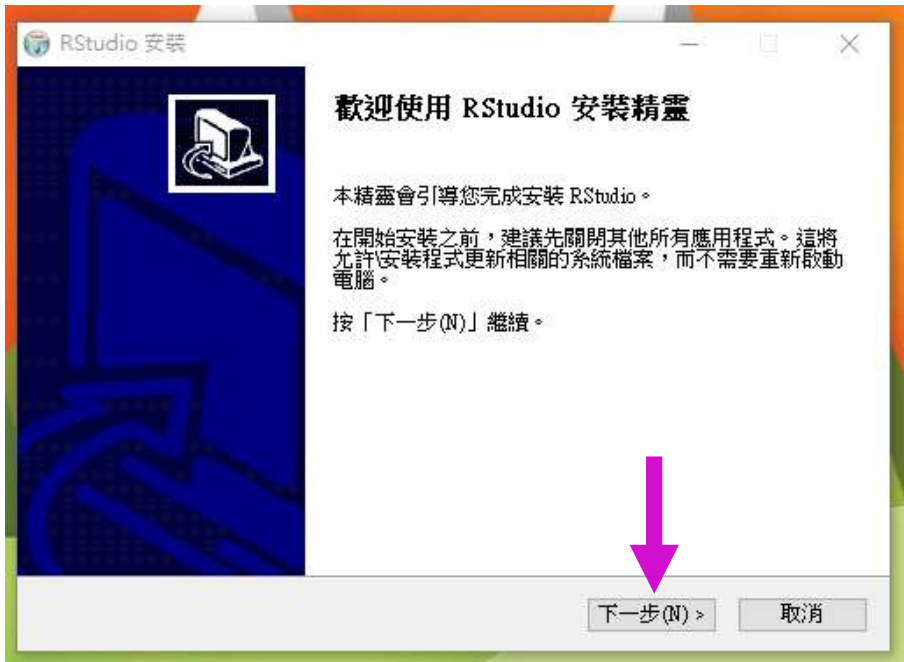 RStudio 安裝
歡迎使用 RStudio 安裝精靈
本精靈會引導您完成安裝 RStudio。
在開始安裝之前，建議先關閉其他所有應用程式。這將
允許\安裝程式更新相關的系統檔案，而不需要重新啟動
電腦。
按「下一步(N)」繼續。
下一步(N) >
取消